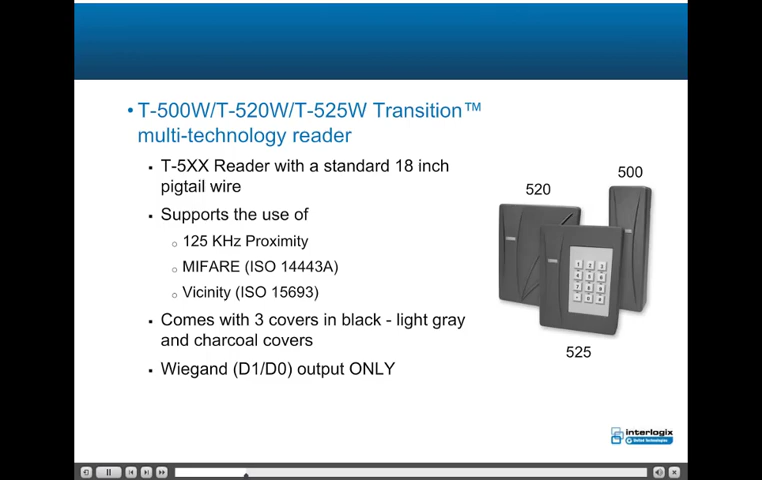 • T-500W/T-520W/T-525W Transition™
multi-technology reader
▪ T-5XX Reader with a standard 18 inch
pigtail wire
▪ Supports the use of
○ 125 KHz Proximity
○ MIFARE (ISO 14443A)
○ Vicinity (ISO 15693)
▪ Comes with 3 covers in black - light gray
and charcoal covers
▪ Wiegand (D1/D0) output ONLY
500
520
525
interlogix
United Technologies